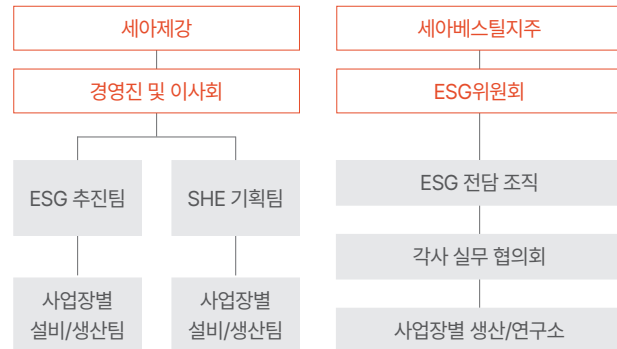 세아제강
경영진 및 이사회
ESG 추진팀
SHE 기획팀
사업장별
설비/생산팀
사업장별
설비/생산팀
세아베스틸지주
ESG위원회
ESG 전담 조직
각사 실무 협의회
사업장별 생산/연구소